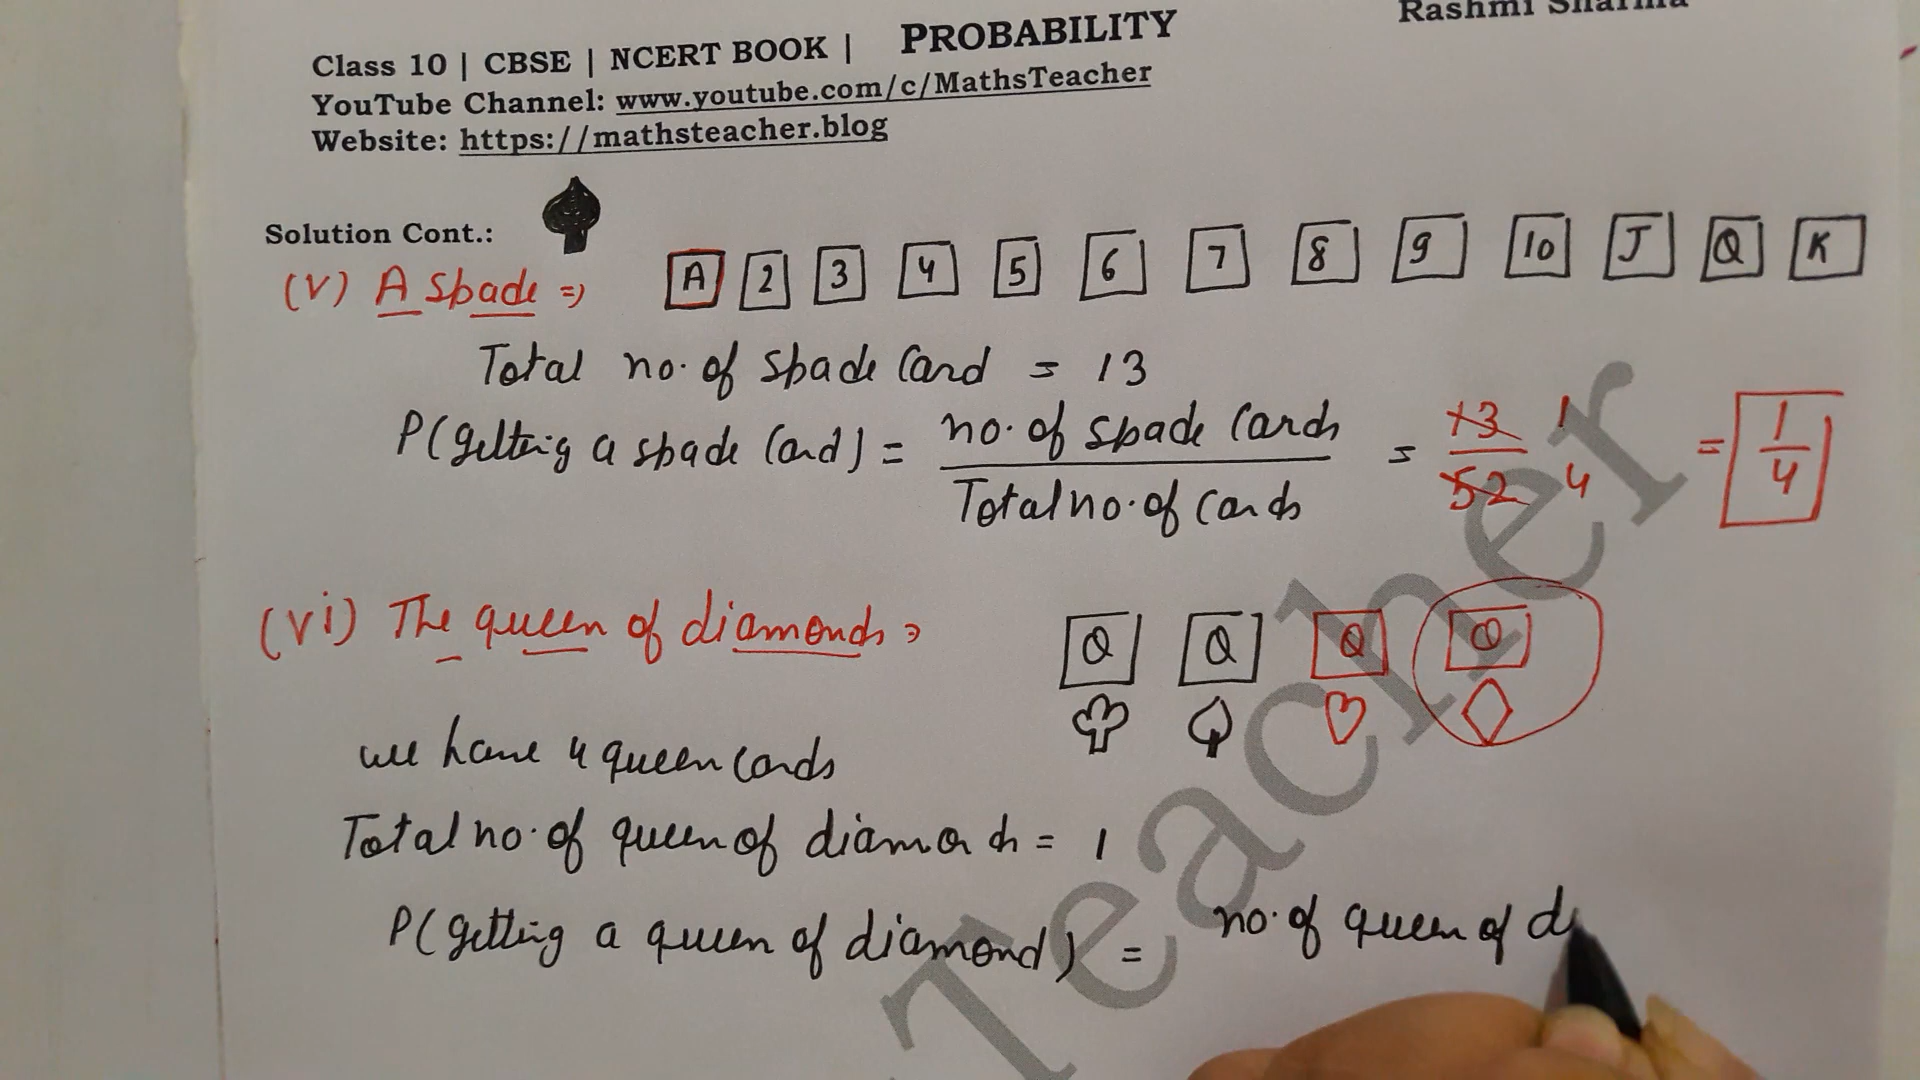 Rashmi Sharma
Class 10 | CBSE | NCERT BOOK | PROBABILITY
YouTube Channel: www.youtube.com/c/MathsTeacher
Website: https://mathsteacher.blog
Solution Cont.:
(v) A Spade ⇒ A 2 3 4 5 6 7 8 9 10 J Q K
Total no. of Spade Card = 13
P(getting a spade Card) = no. of spade Cards / Total no. of cards = 13/52 1/4 = 1/4
(vi) The queen of diamonds ⇒ Q Q Q Q
we have 4 queen cards
Total no. of queen of diamonds = 1
P(getting a queen of diamond) = no. of queen of di
Teacher